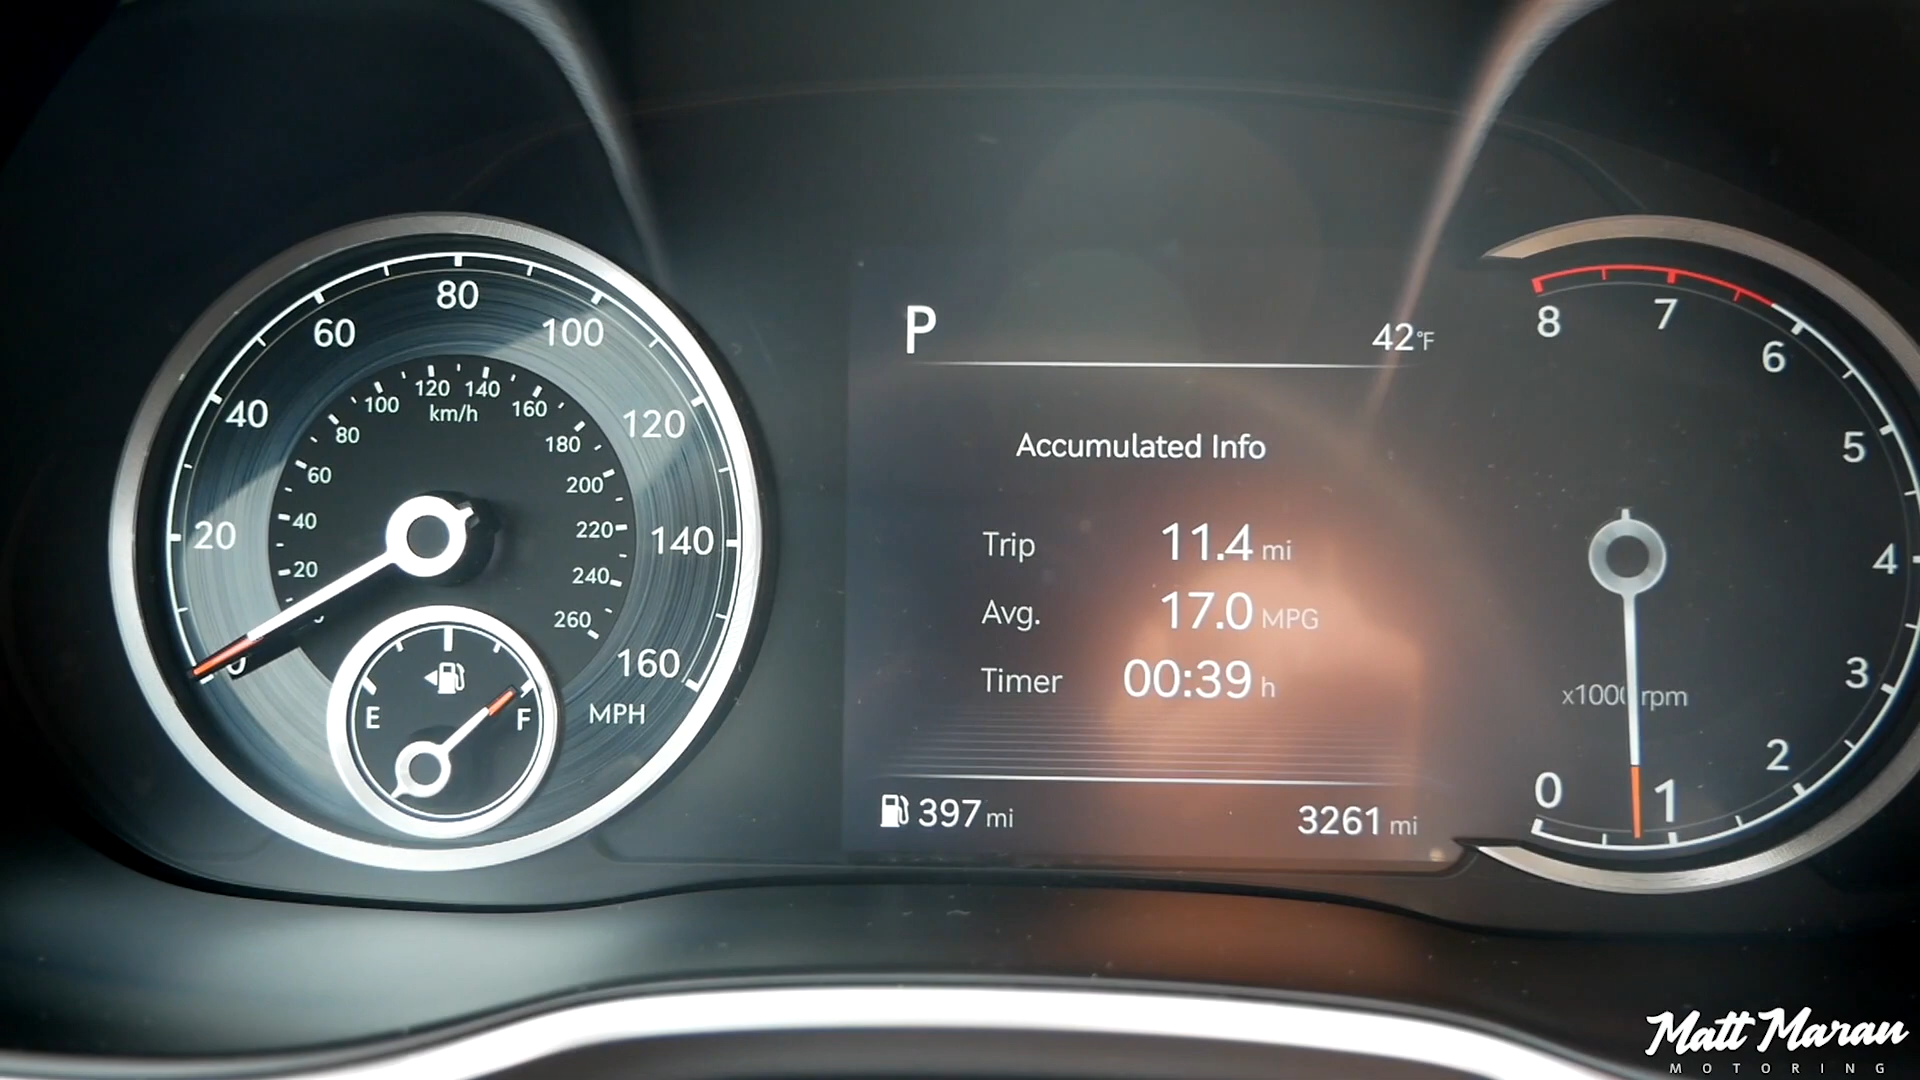 80
60
100
40
120
20
140
0
160
MPH
120 140
100
160
km/h
80
180
60
200
40
220
20
240
260
E
F
P
42°F
Accumulated Info
Trip 11.4 mi
Avg. 17.0 MPG
Timer 00:39 h
397 mi
3261 mi
8
7
6
5
4
3
2
1
0
rpm
Matt Maran
MOTORING